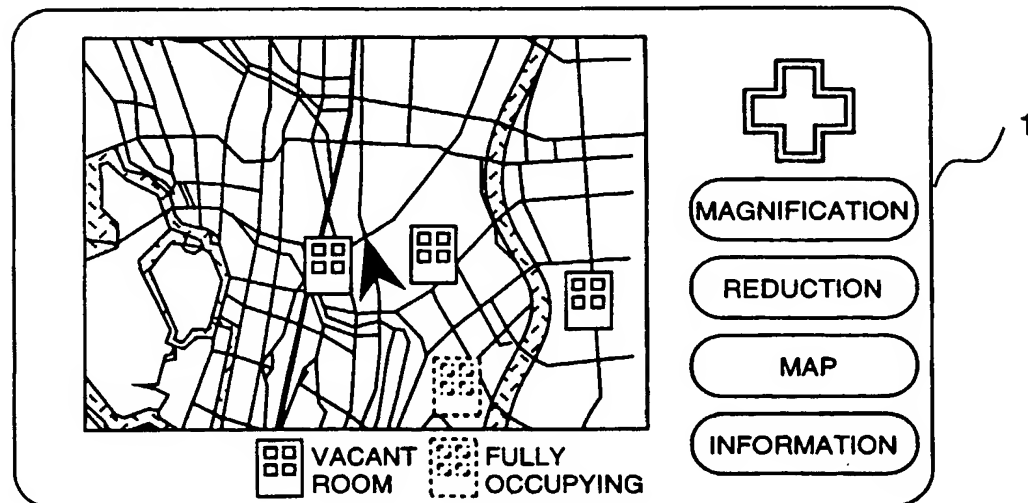 1
MAGNIFICATION
REDUCTION
MAP
INFORMATION
VACANT
ROOM
FULLY
OCCUPYING